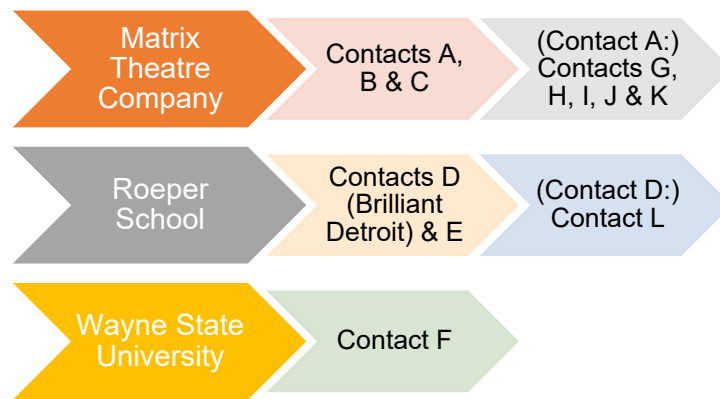 Matrix
Theatre
Company
Contacts A,
B & C
(Contact A:)
Contacts G,
H, I, J & K
Roeper
School
Contacts D
(Brilliant
Detroit) & E
(Contact D:)
Contact L
Wayne State
University
Contact F